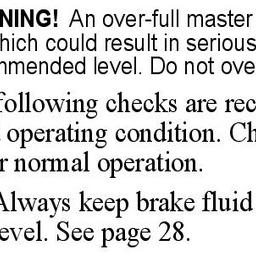 NING! An over-full master
hich could result in serious
mmended level. Do not ove
following checks are rec
operating condition. Ch
r normal operation.
Always keep brake fluid
evel. See page 28.